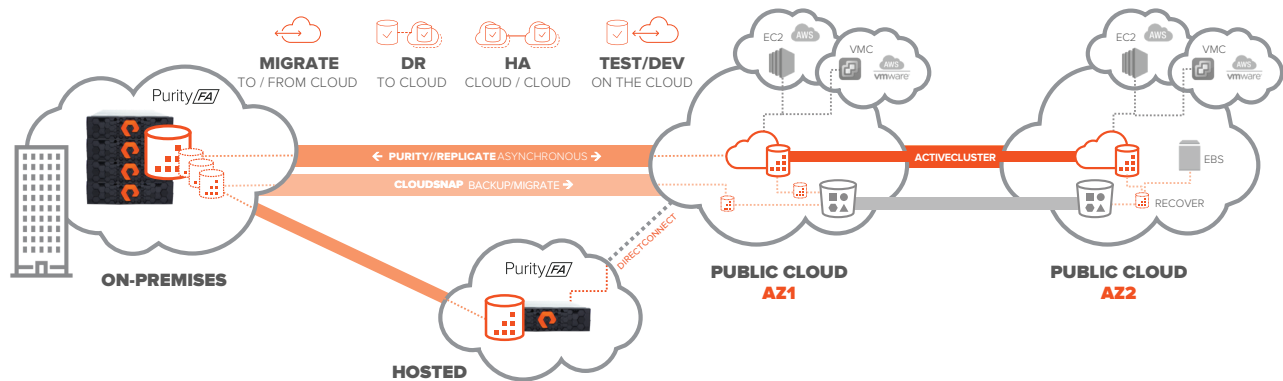 MIGRATE
TO / FROM CLOUD
DR
TO CLOUD
HA
CLOUD / CLOUD
TEST/DEV
ON THE CLOUD
EC2
AWS
VMC
AWS
vmware
EC2
AWS
VMC
AWS
vmware
Purity//FA
← PURITY//REPLICATE ASYNCHRONOUS →
CLOUDSNAP BACKUP/MIGRATE →
ACTIVECLUSTER
EBS
RECOVER
DIRECTCONNECT
Purity//FA
ON-PREMISES
PUBLIC CLOUD
AZ1
PUBLIC CLOUD
AZ2
HOSTED